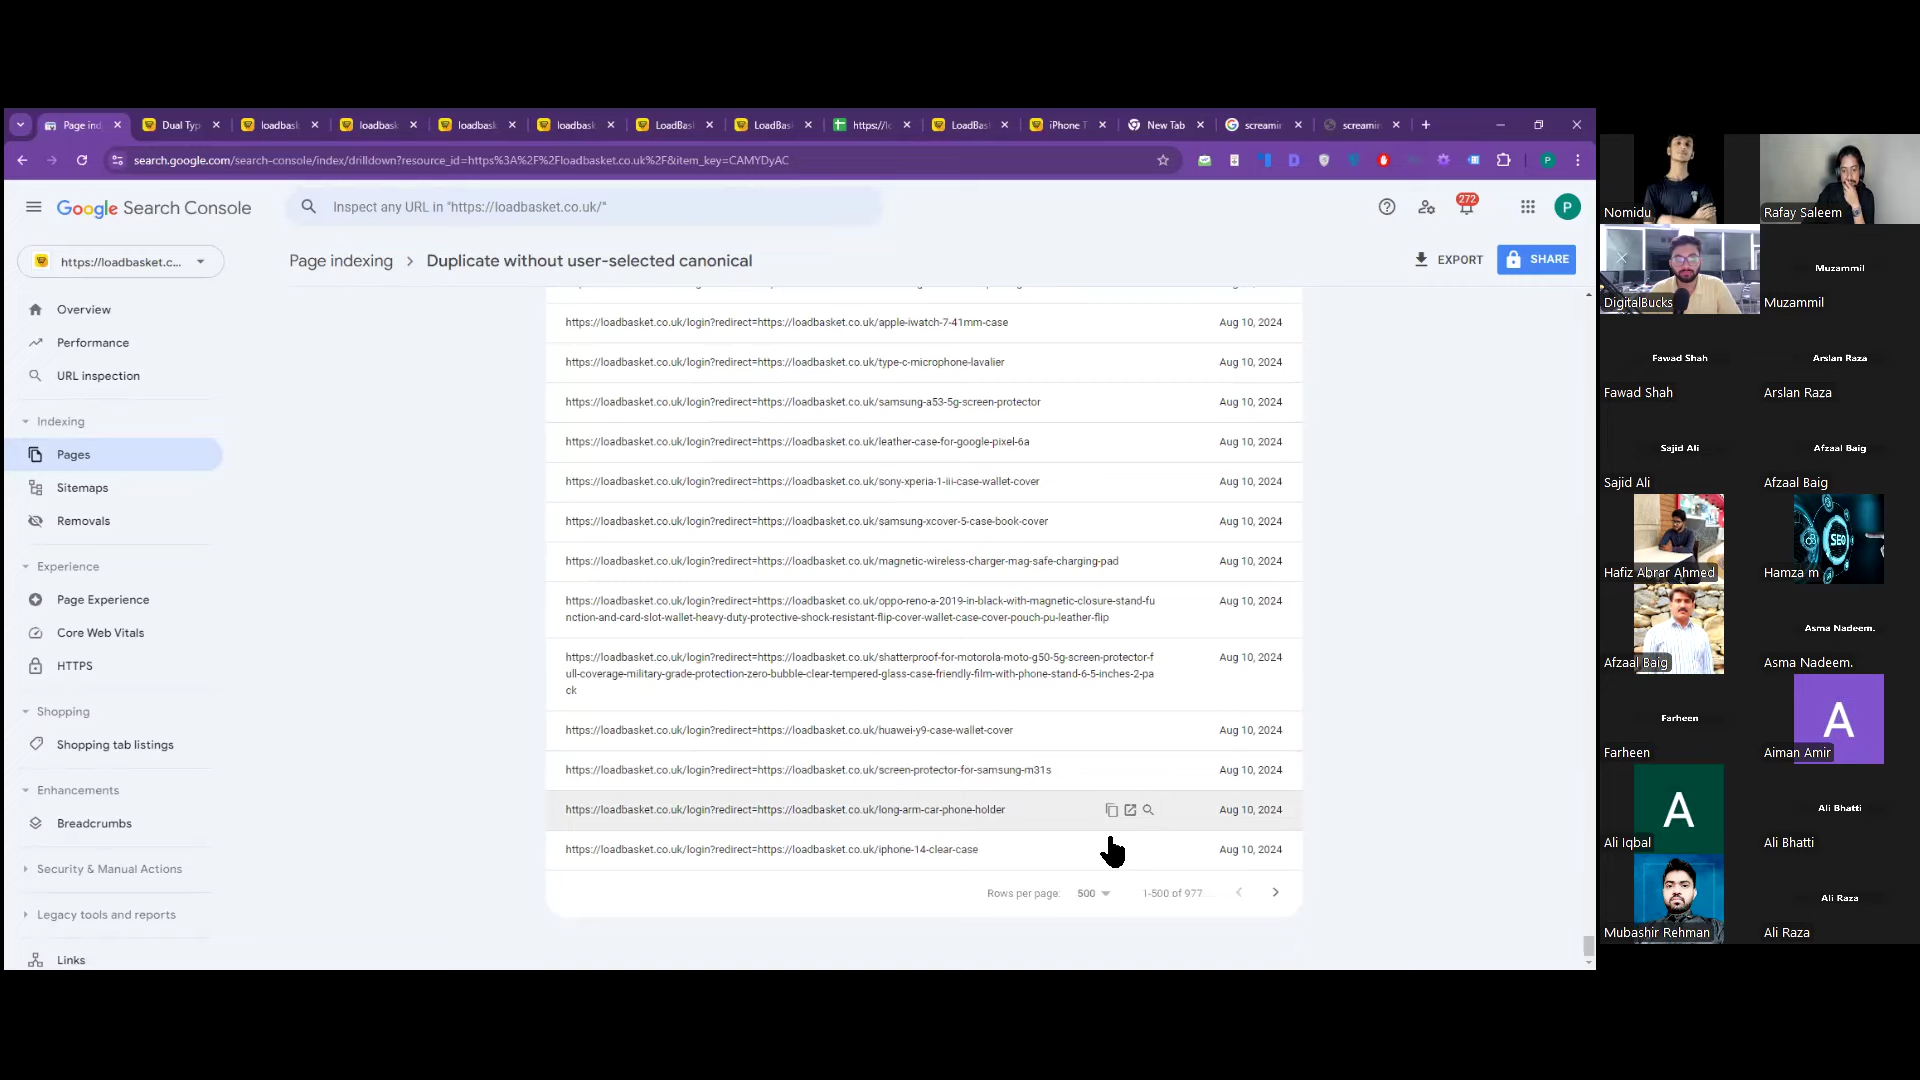 Page ind
Dual Typ
loadbask
loadbask
loadbask
loadbask
LoadBas
LoadBas
https://lo
LoadBas
iPhone T
New Tab
screamin
screamin
search.google.com/search-console/index/drilldown?resource_id=https%3A%2F%2Floadbasket.co.uk%2F&item_key=CAMYDyAC
P
Google Search Console
Inspect any URL in "https://loadbasket.co.uk/"
272
P
https://loadbasket.c...
Page indexing > Duplicate without user-selected canonical
EXPORT
SHARE
Overview
Performance
URL inspection
Indexing
Pages
Sitemaps
Removals
Experience
Page Experience
Core Web Vitals
HTTPS
Shopping
Shopping tab listings
Enhancements
Breadcrumbs
Security & Manual Actions
Legacy tools and reports
Links
https://loadbasket.co.uk/login?redirect=https://loadbasket.co.uk/apple-iwatch-7-41mm-case Aug 10, 2024
https://loadbasket.co.uk/login?redirect=https://loadbasket.co.uk/type-c-microphone-lavalier Aug 10, 2024
https://loadbasket.co.uk/login?redirect=https://loadbasket.co.uk/samsung-a53-5g-screen-protector Aug 10, 2024
https://loadbasket.co.uk/login?redirect=https://loadbasket.co.uk/leather-case-for-google-pixel-6a Aug 10, 2024
https://loadbasket.co.uk/login?redirect=https://loadbasket.co.uk/sony-xperia-1-iii-case-wallet-cover Aug 10, 2024
https://loadbasket.co.uk/login?redirect=https://loadbasket.co.uk/samsung-xcover-5-case-book-cover Aug 10, 2024
https://loadbasket.co.uk/login?redirect=https://loadbasket.co.uk/magnetic-wireless-charger-mag-safe-charging-pad Aug 10, 2024
https://loadbasket.co.uk/login?redirect=https://loadbasket.co.uk/oppo-reno-a-2019-in-black-with-magnetic-closure-stand-fu Aug 10, 2024
nction-and-card-slot-wallet-heavy-duty-protective-shock-resistant-flip-cover-wallet-case-cover-pouch-pu-leather-flip
https://loadbasket.co.uk/login?redirect=https://loadbasket.co.uk/shatterproof-for-motorola-moto-g50-5g-screen-protector-f Aug 10, 2024
ull-coverage-military-grade-protection-zero-bubble-clear-tempered-glass-case-friendly-film-with-phone-stand-6-5-inches-2-pa
ck
https://loadbasket.co.uk/login?redirect=https://loadbasket.co.uk/huawei-y9-case-wallet-cover Aug 10, 2024
https://loadbasket.co.uk/login?redirect=https://loadbasket.co.uk/screen-protector-for-samsung-m31s Aug 10, 2024
https://loadbasket.co.uk/login?redirect=https://loadbasket.co.uk/long-arm-car-phone-holder Aug 10, 2024
https://loadbasket.co.uk/login?redirect=https://loadbasket.co.uk/iphone-14-clear-case Aug 10, 2024
Rows per page: 500 1-500 of 977
Nomidu
Rafay Saleem
DigitalBucks
Muzammil
Muzammil
Fawad Shah
Fawad Shah
Arslan Raza
Arslan Raza
Sajid Ali
Sajid Ali
Afzaal Baig
Afzaal Baig
Hafiz Abrar Ahmed
SEO
Hamza m
Afzaal Baig
Asma Nadeem.
Asma Nadeem.
Farheen
Farheen
A
Aiman Amir
A
Ali Iqbal
Ali Bhatti
Ali Bhatti
Mubashir Rehman
Ali Raza
Ali Raza